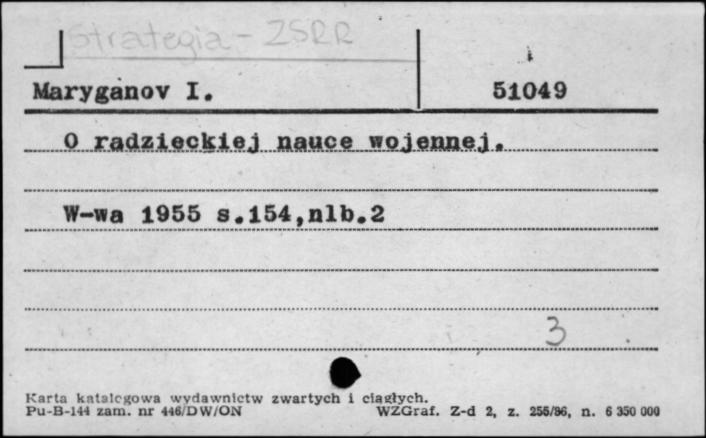 Strategia - ZSRR
Maryganov I. 51049
O radzieckiej nauce wojennej.
W-wa 1955 s.154,nlb.2
3
Karta katalogowa wydawnictw zwartych i ciągłych.
Pu-B-144 zam. nr 446/DW/ON WZGraf. Z-d 2, z. 255/86, n. 6 350 000